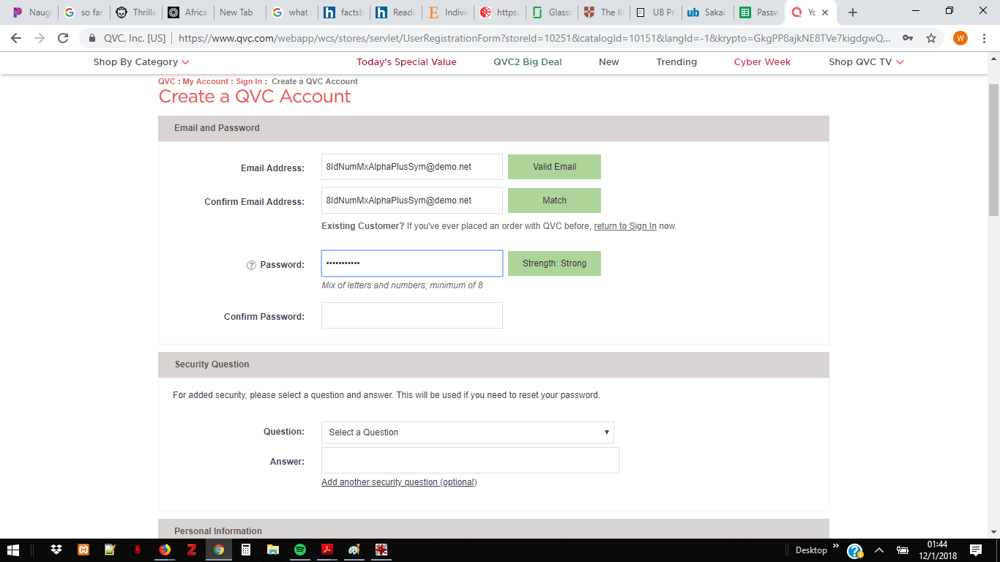 Naug so far Thrille Africa New Tab what factsb Readi Indivi https: Glass The lit UB Pr Sakai Passw Yo
QVC, Inc. [US] https://www.qvc.com/webapp/wcs/stores/servlet/UserRegistrationForm?storeId=10251&catalogId=10151&langId=-1&krypto=GkgPP8ajkNE8TVe7kigdgwQ... W
Shop By Category Today's Special Value QVC2 Big Deal New Trending Cyber Week Shop QVC TV
QVC : My Account : Sign In : Create a QVC Account
Create a QVC Account
Email and Password
Email Address: 8IdNumMxAlphaPlusSym@demo.net Valid Email
Confirm Email Address: 8IdNumMxAlphaPlusSym@demo.net Match
Existing Customer? If you've ever placed an order with QVC before, return to Sign In now.
? Password: ••••••••••• Strength: Strong
Mix of letters and numbers; minimum of 8
Confirm Password:
Security Question
For added security, please select a question and answer. This will be used if you need to reset your password.
Question: Select a Question
Answer:
Add another security question (optional)
Personal Information
Desktop 01:44
12/1/2018